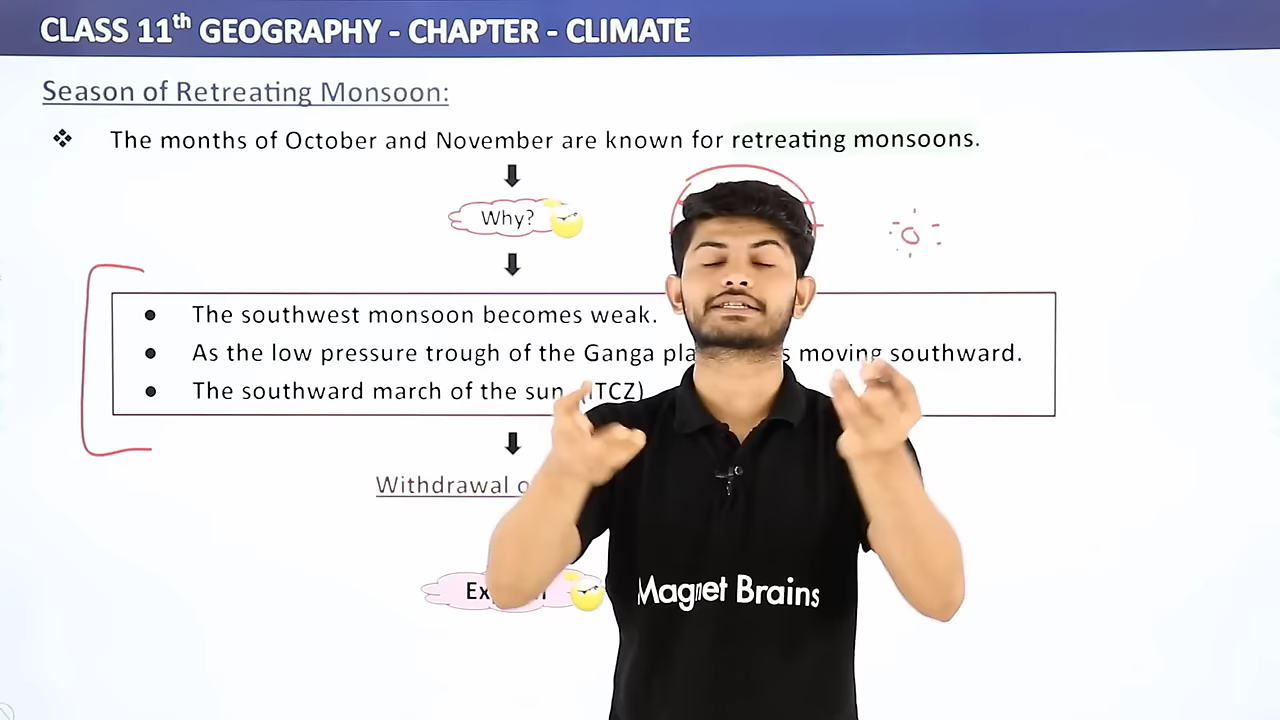 CLASS 11th GEOGRAPHY - CHAPTER - CLIMATE
Season of Retreating Monsoon:
❖ The months of October and November are known for retreating monsoons.
Why?
● The southwest monsoon becomes weak.
● As the low pressure trough of the Ganga moving southward.
● The southward march of the sun (ITCZ)
Withdrawal
Magnet Brains